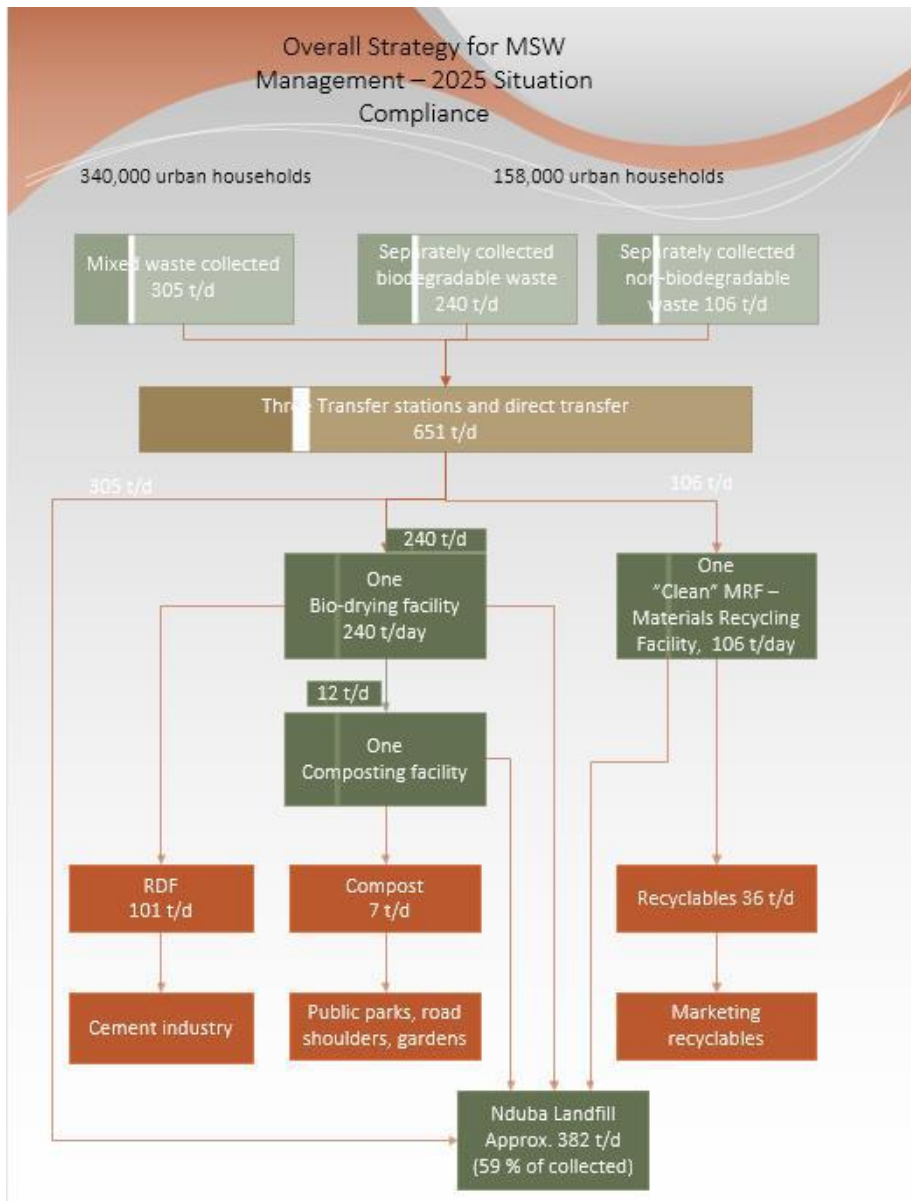 Overall Strategy for MSW
Management – 2025 Situation
Compliance
340,000 urban households
158,000 urban households
Mixed waste collected
305 t/d
Separately collected
biodegradable waste
240 t/d
Separately collected
non-biodegradable
waste 106 t/d
Three Transfer stations and direct transfer
651 t/d
305 t/d
106 t/d
240 t/d
One
Bio-drying facility
240 t/day
One
"Clean" MRF –
Materials Recycling
Facility, 106 t/day
12 t/d
One
Composting facility
RDF
101 t/d
Compost
7 t/d
Recyclables 36 t/d
Cement industry
Public parks, road
shoulders, gardens
Marketing
recyclables
Nduba Landfill
Approx. 382 t/d
(59 % of collected)